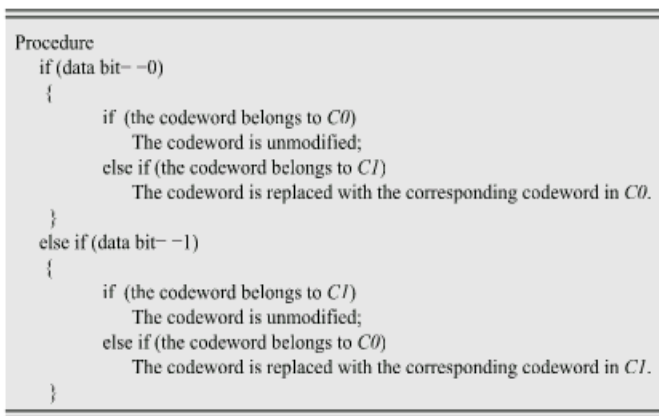 Procedure
if (data bit− −0)
{
if (the codeword belongs to C0)
The codeword is unmodified;
else if (the codeword belongs to C1)
The codeword is replaced with the corresponding codeword in C0.
}
else if (data bit− −1)
{
if (the codeword belongs to C1)
The codeword is unmodified;
else if (the codeword belongs to C0)
The codeword is replaced with the corresponding codeword in C1.
}